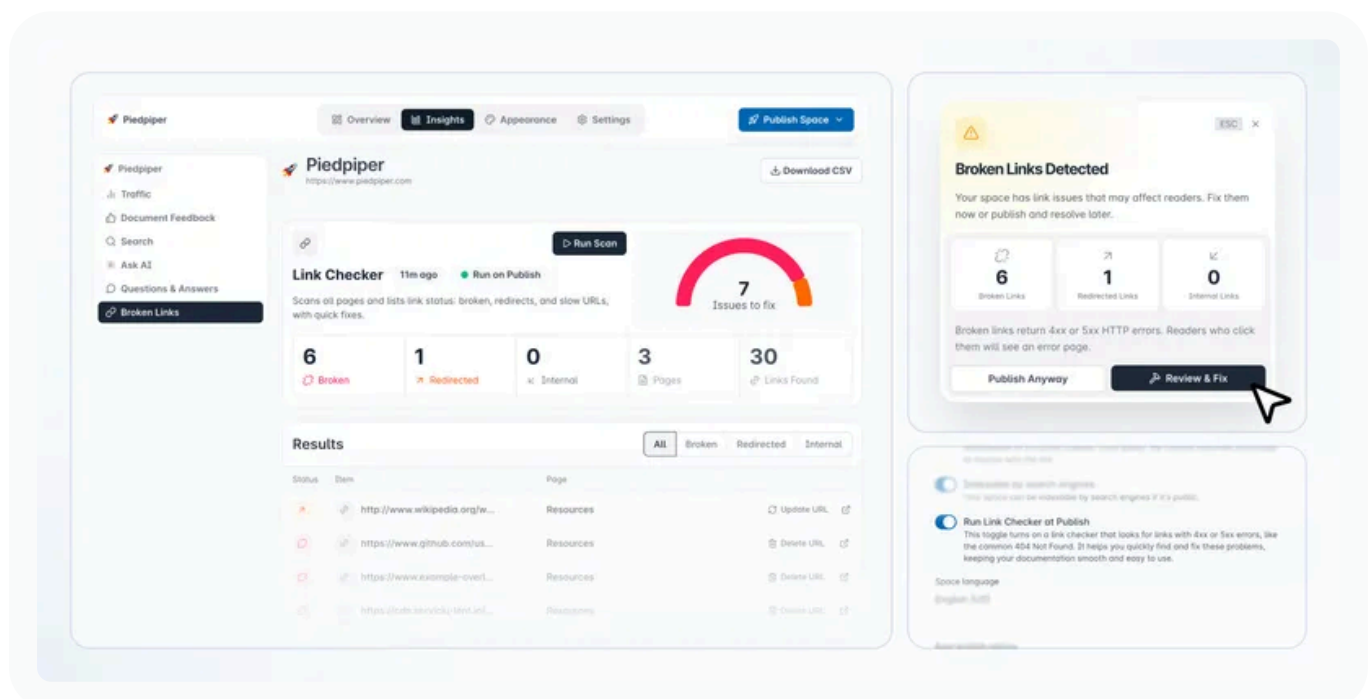 Piedpiper
Overview Insights Appearance Settings
Publish Space
Piedpiper
Traffic
Document Feedback
Search
Ask AI
Questions & Answers
Broken Links
Piedpiper
https://www.piedpiper.com
Download CSV
Run Scan
Link Checker 11m ago Run on Publish
Scans all pages and lists link status: broken, redirects, and slow URLs,
with quick fixes.
7
Issues to fix
6 1 0 3 30
Broken Redirected Internal Pages Links Found
Results
All Broken Redirected Internal
Status Item Page
http://www.wikipedia.org/w... Resources Update URL
https://www.github.com/us... Resources Delete URL
https://www.example-overl... Resources Delete URL
Resources Delete URL
ESC
Broken Links Detected
Your space has link issues that may affect readers. Fix them
now or publish and resolve later.
6 1 0
Broken Links Redirected Links Internal Links
Broken links return 4xx or 5xx HTTP errors. Readers who click
them will see an error page.
Publish Anyway Review & Fix
Indexable by search engines
This space can be indexable by search engines if it's public.
Run Link Checker at Publish
This toggle turns on a link checker that looks for links with 4xx or 5xx errors, like
the common 404 Not Found. It helps you quickly find and fix these problems,
keeping your documentation smooth and easy to use.
Space language